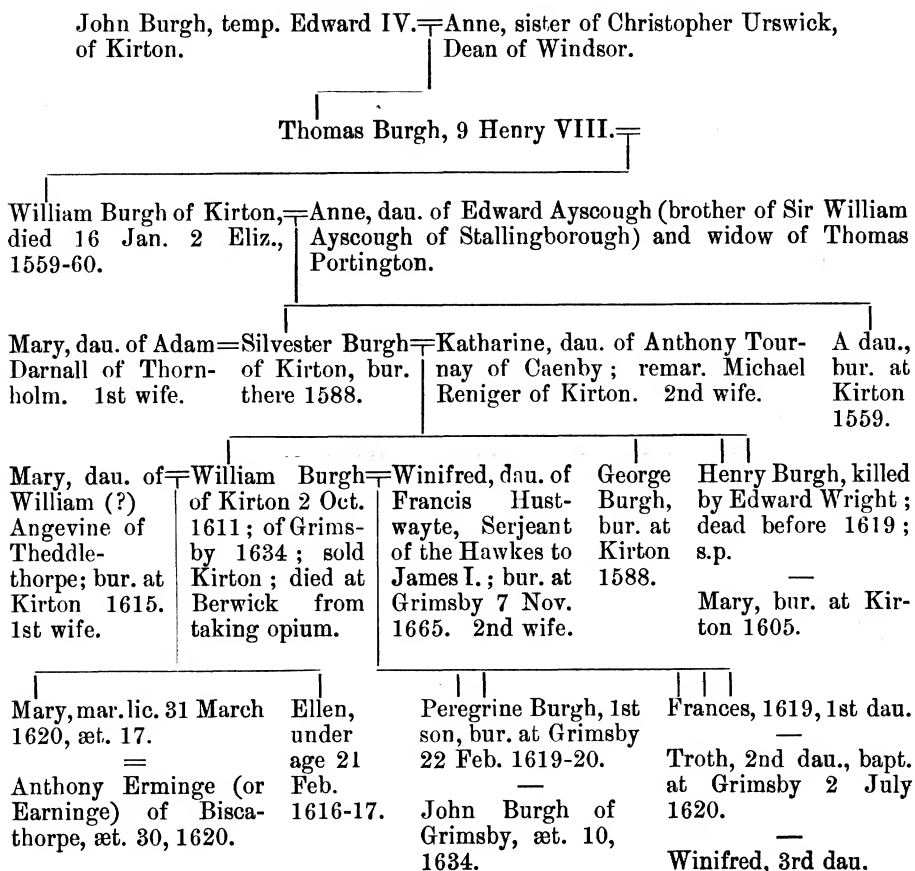 John Burgh, temp. Edward IV.=Anne, sister of Christopher Urswick,
of Kirton. Dean of Windsor.
Thomas Burgh, 9 Henry VIII.=
William Burgh of Kirton,=Anne, dau. of Edward Ayscough (brother of Sir William
died 16 Jan. 2 Eliz., Ayscough of Stallingborough) and widow of Thomas
1559-60. Portington.
Mary, dau. of Adam=
Darnall of Thorn-
holm. 1st wife.
Silvester Burgh=
of Kirton, bur.
there 1588.
Katharine, dau. of Anthony Tour-
nay of Caenby ; remar. Michael
Reniger of Kirton. 2nd wife.
A dau.,
bur. at
Kirton
1559.
Mary, dau. of=
William (?)
Angevine of
Theddle-
thorpe; bur. at
Kirton 1615.
1st wife.
William Burgh=
of Kirton 2 Oct.
1611 ; of Grims-
by 1634 ; sold
Kirton ; died at
Berwick from
taking opium.
Winifred, dau. of
Francis Hust-
wayte, Serjeant
of the Hawkes to
James I. ; bur. at
Grimsby 7 Nov.
1665. 2nd wife.
George
Burgh,
bur. at
Kirton
1588.
Henry Burgh, killed
by Edward Wright ;
dead before 1619 ;
s.p.
—
Mary, bur. at Kir-
ton 1605.
Mary, mar. lic. 31 March
1620, æt. 17.
=
Anthony Erminge (or
Earninge) of Bisca-
thorpe, æt. 30, 1620.
Ellen,
under
age 21
Feb.
1616-17.
Peregrine Burgh, 1st
son, bur. at Grimsby
22 Feb. 1619-20.
—
John Burgh of
Grimsby, æt. 10,
1634.
Frances, 1619, 1st dau.
—
Troth, 2nd dau., bapt.
at Grimsby 2 July
1620.
—
Winifred, 3rd dau.